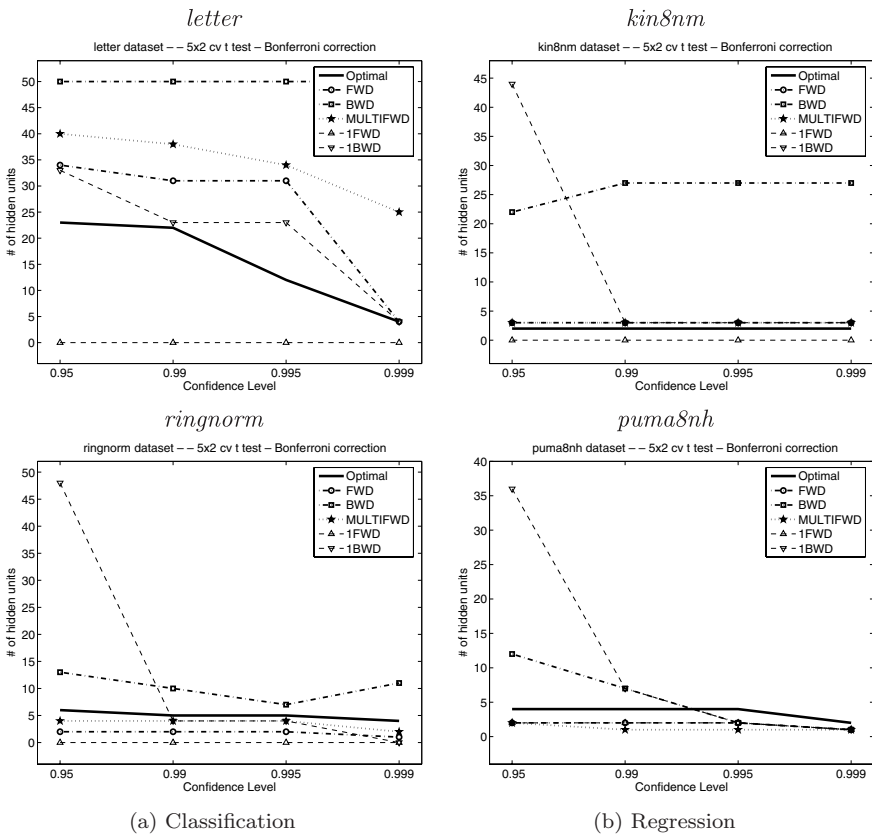 letter
letter dataset – – 5x2 cv t test – Bonferroni correction
50
45
40
35
30
25
20
15
10
5
0
# of hidden units
Optimal
FWD
BWD
MULTIFWD
1FWD
1BWD
0.95
0.99
0.995
0.999
Confidence Level
kin8nm
kin8nm dataset – – 5x2 cv t test – Bonferroni correction
45
40
35
30
25
20
15
10
5
0
# of hidden units
Optimal
FWD
BWD
MULTIFWD
1FWD
1BWD
0.95
0.99
0.995
0.999
Confidence Level
ringnorm
ringnorm dataset – – 5x2 cv t test – Bonferroni correction
50
45
40
35
30
25
20
15
10
5
0
# of hidden units
Optimal
FWD
BWD
MULTIFWD
1FWD
1BWD
0.95
0.99
0.995
0.999
Confidence Level
puma8nh
puma8nh dataset – – 5x2 cv t test – Bonferroni correction
40
35
30
25
20
15
10
5
0
# of hidden units
Optimal
FWD
BWD
MULTIFWD
1FWD
1BWD
0.95
0.99
0.995
0.999
Confidence Level
(a) Classification
(b) Regression